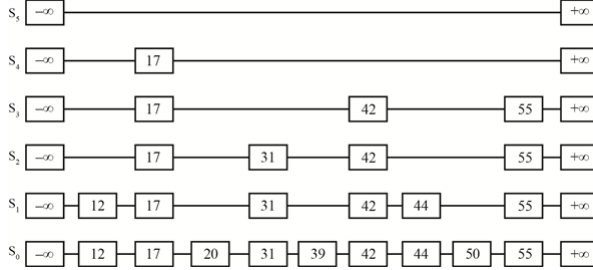 S5 −∞ +∞
S4 −∞ 17 +∞
S3 −∞ 17 42 55 +∞
S2 −∞ 17 31 42 55 +∞
S1 −∞ 12 17 31 42 44 55 +∞
S0 −∞ 12 17 20 31 39 42 44 50 55 +∞